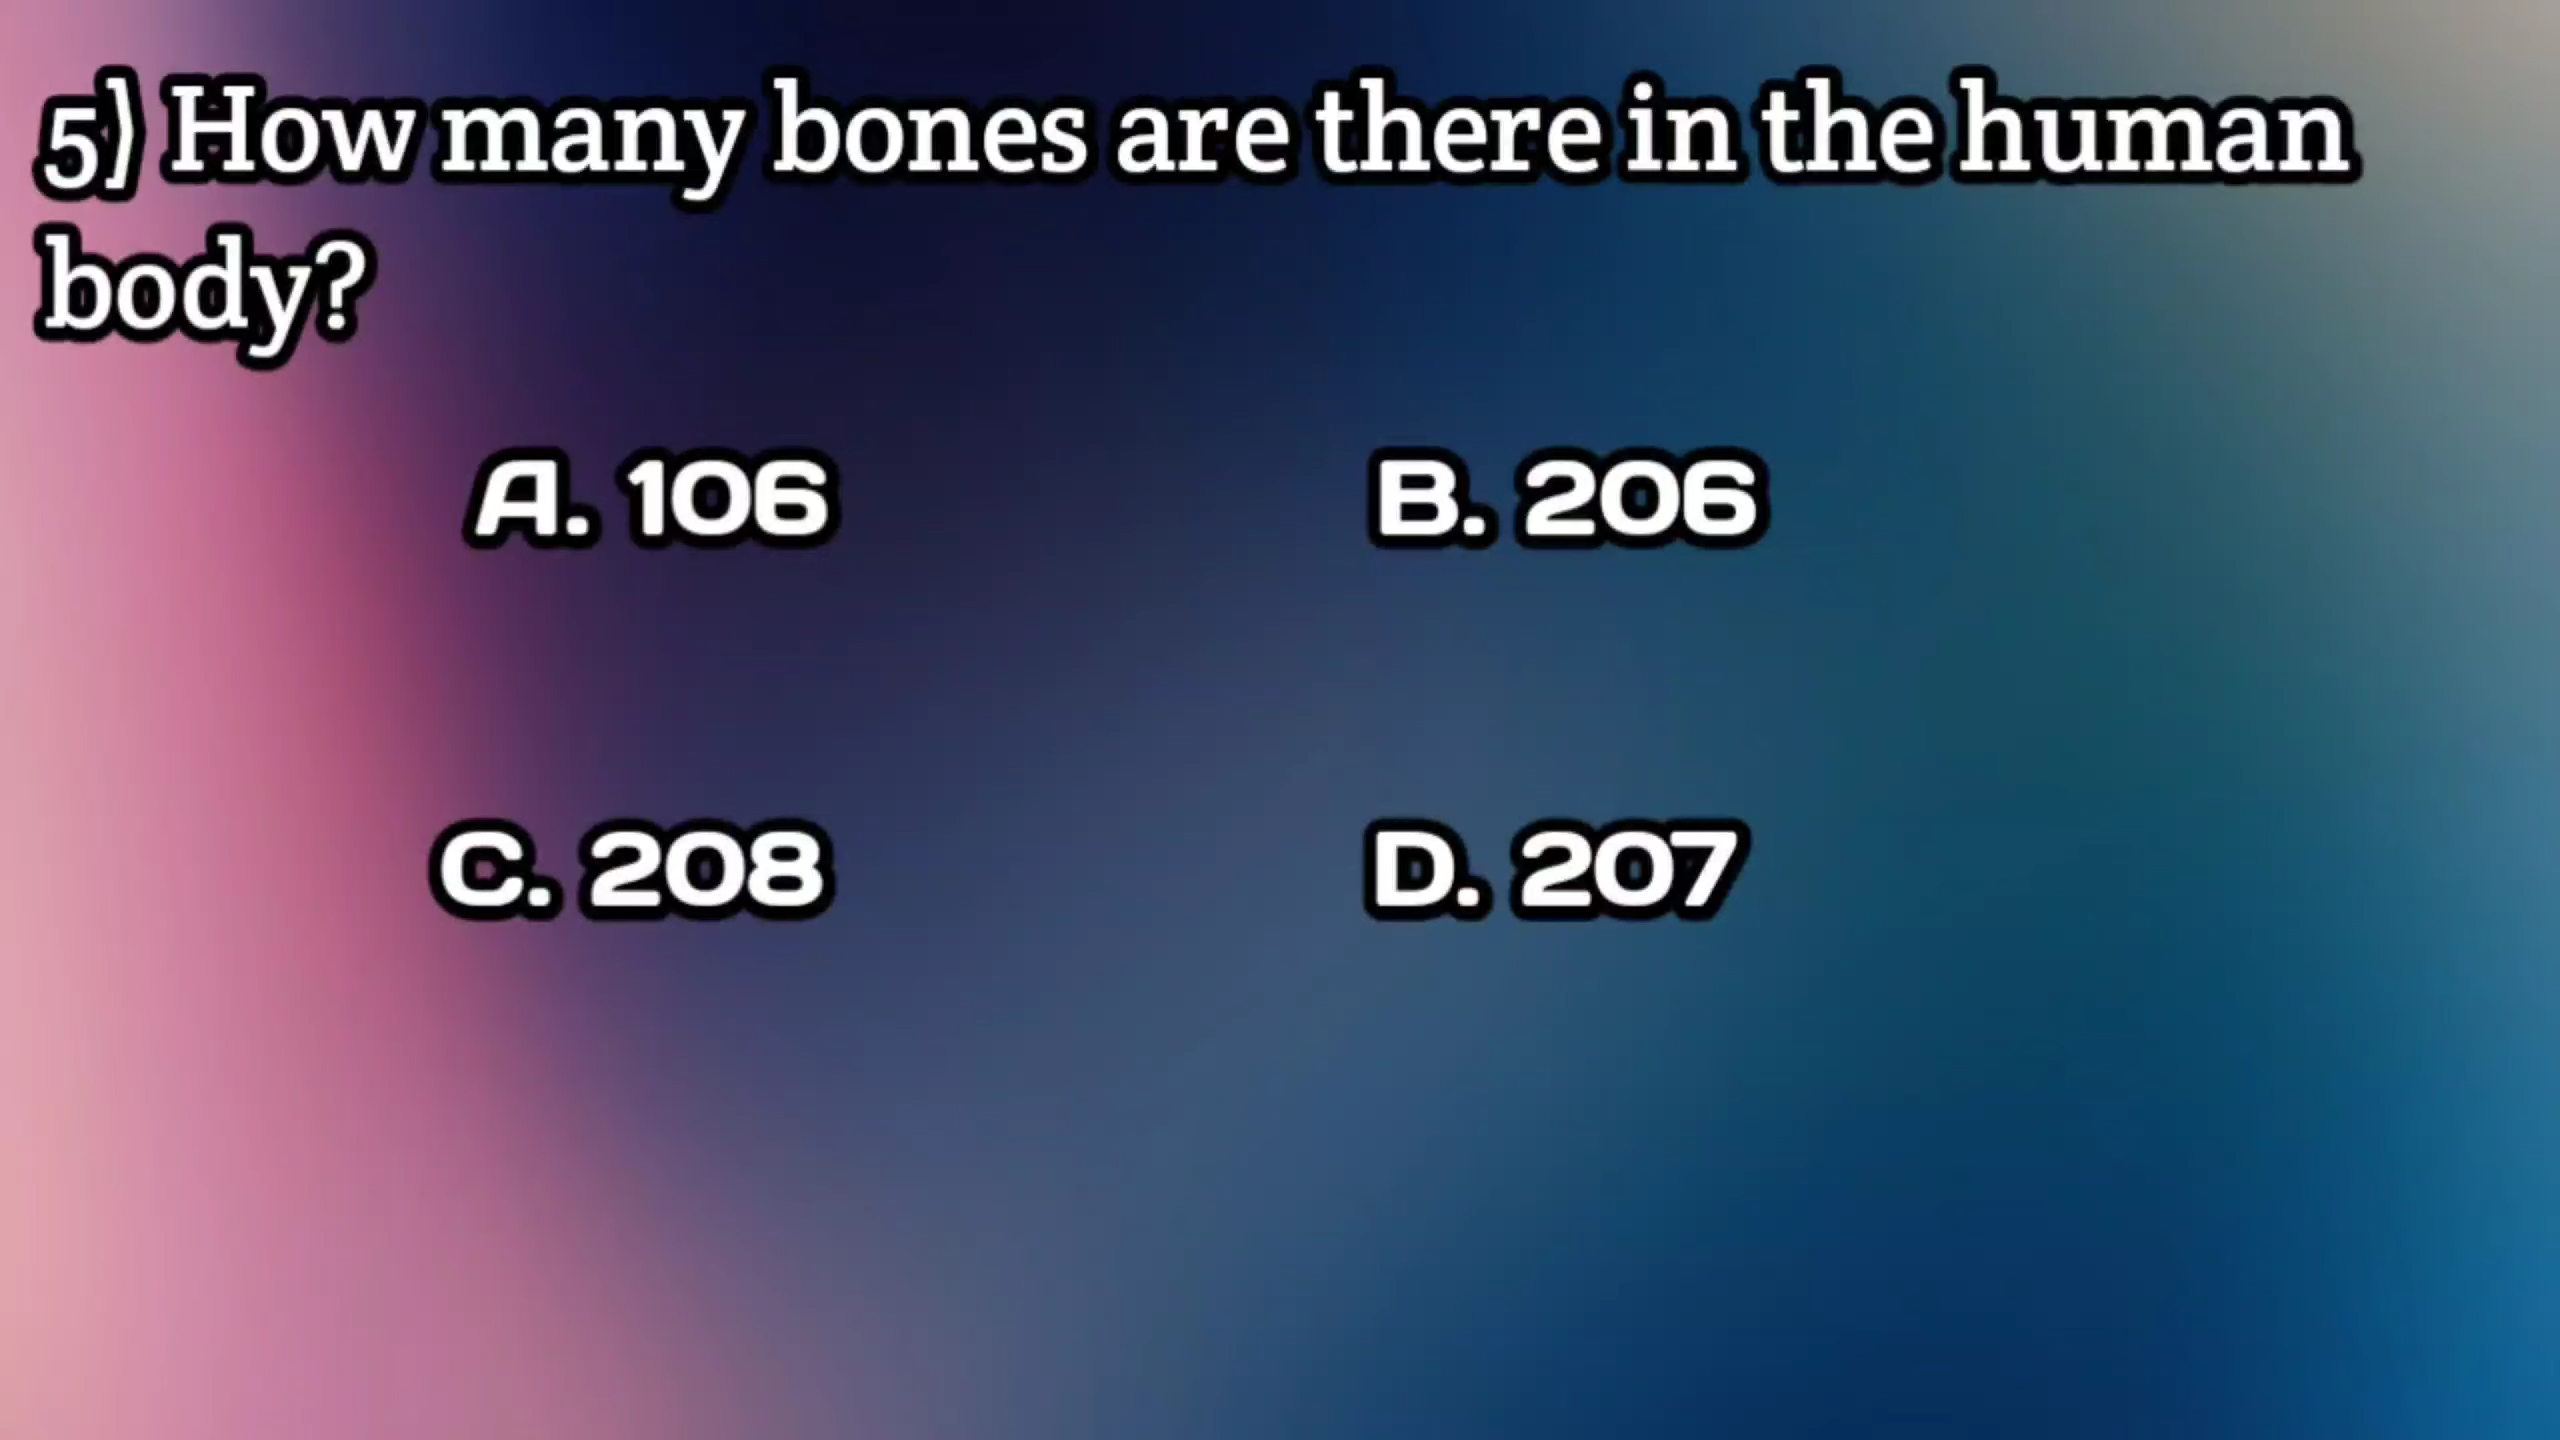 5) How many bones are there in the human
body?
A. 106
B. 206
C. 208
D. 207